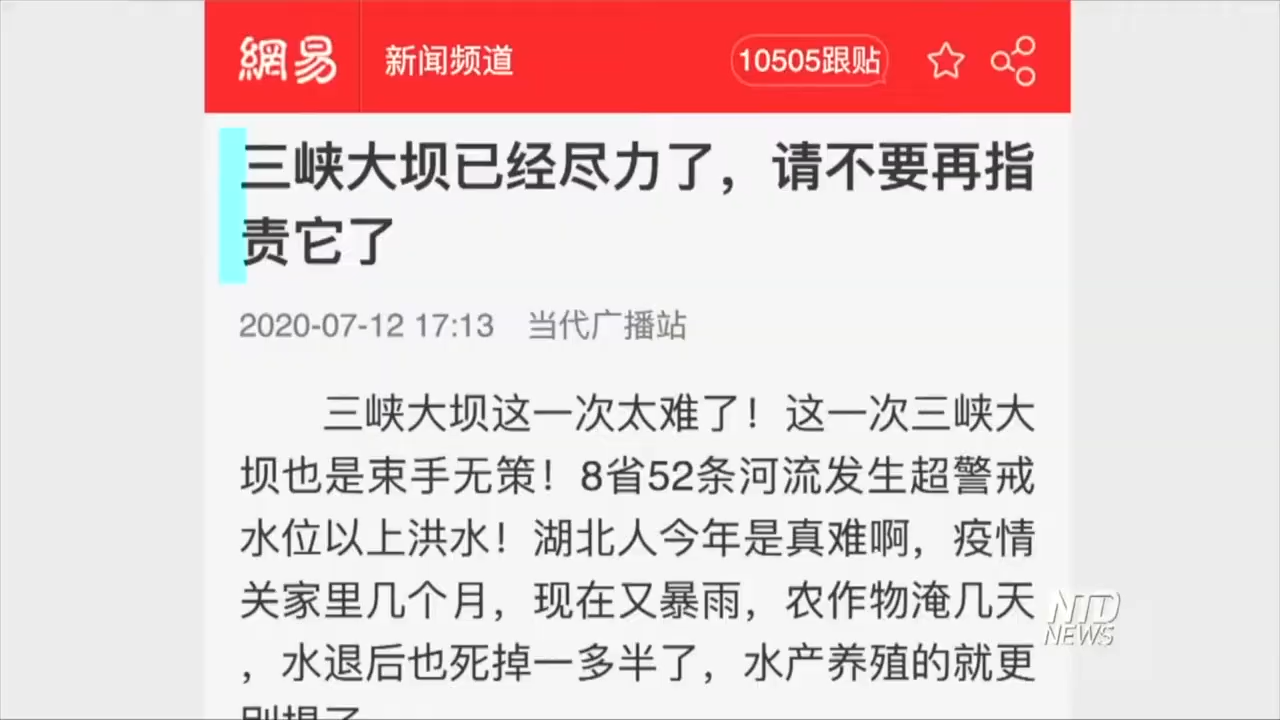 網易 新闻频道 10505跟贴
三峡大坝已经尽力了，请不要再指
责它了
2020-07-12 17:13 当代广播站
三峡大坝这一次太难了！这一次三峡大
坝也是束手无策！8省52条河流发生超警戒
水位以上洪水！湖北人今年是真难啊，疫情
关家里几个月，现在又暴雨，农作物淹几天
，水退后也死掉一多半了，水产养殖的就更
NTD
NEWS